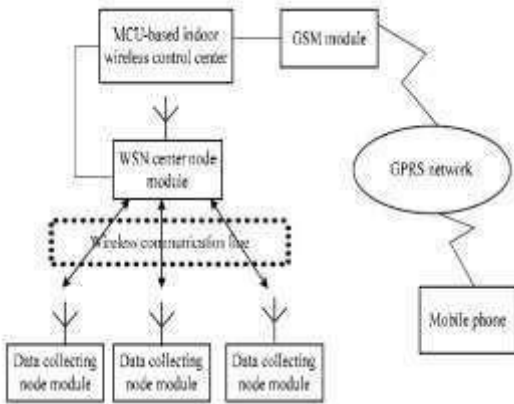 MCU-based indoor
wireless control center
GSM module
WSN center node
module
GPRS network
Wireless communication line
Mobile phone
Data collecting
node module
Data collecting
node module
Data collecting
node module